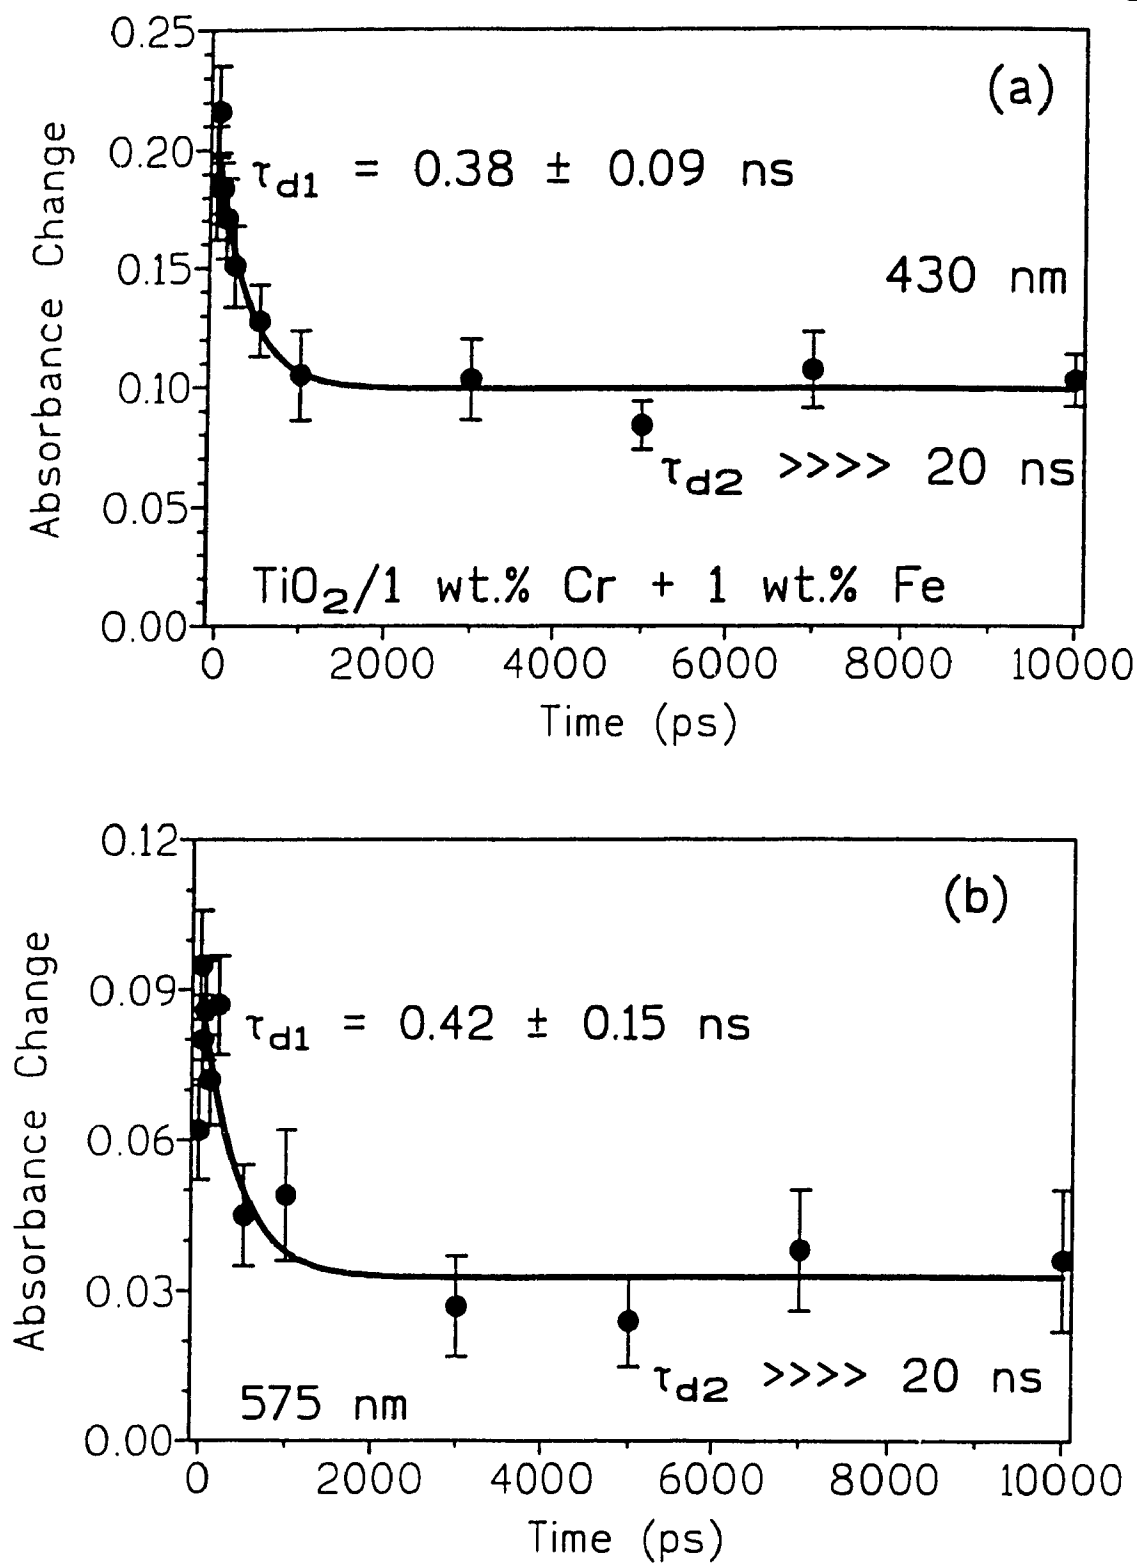 0.25
(a)
0.20
τd1 = 0.38 ± 0.09 ns
0.15
430 nm
0.10
τd2 >>>> 20 ns
0.05
TiO2/1 wt.% Cr + 1 wt.% Fe
0.00
0 2000 4000 6000 8000 10000
Time (ps)
Absorbance Change
0.12
(b)
0.09
τd1 = 0.42 ± 0.15 ns
0.06
0.03
τd2 >>>> 20 ns
575 nm
0.00
0 2000 4000 6000 8000 10000
Time (ps)
Absorbance Change